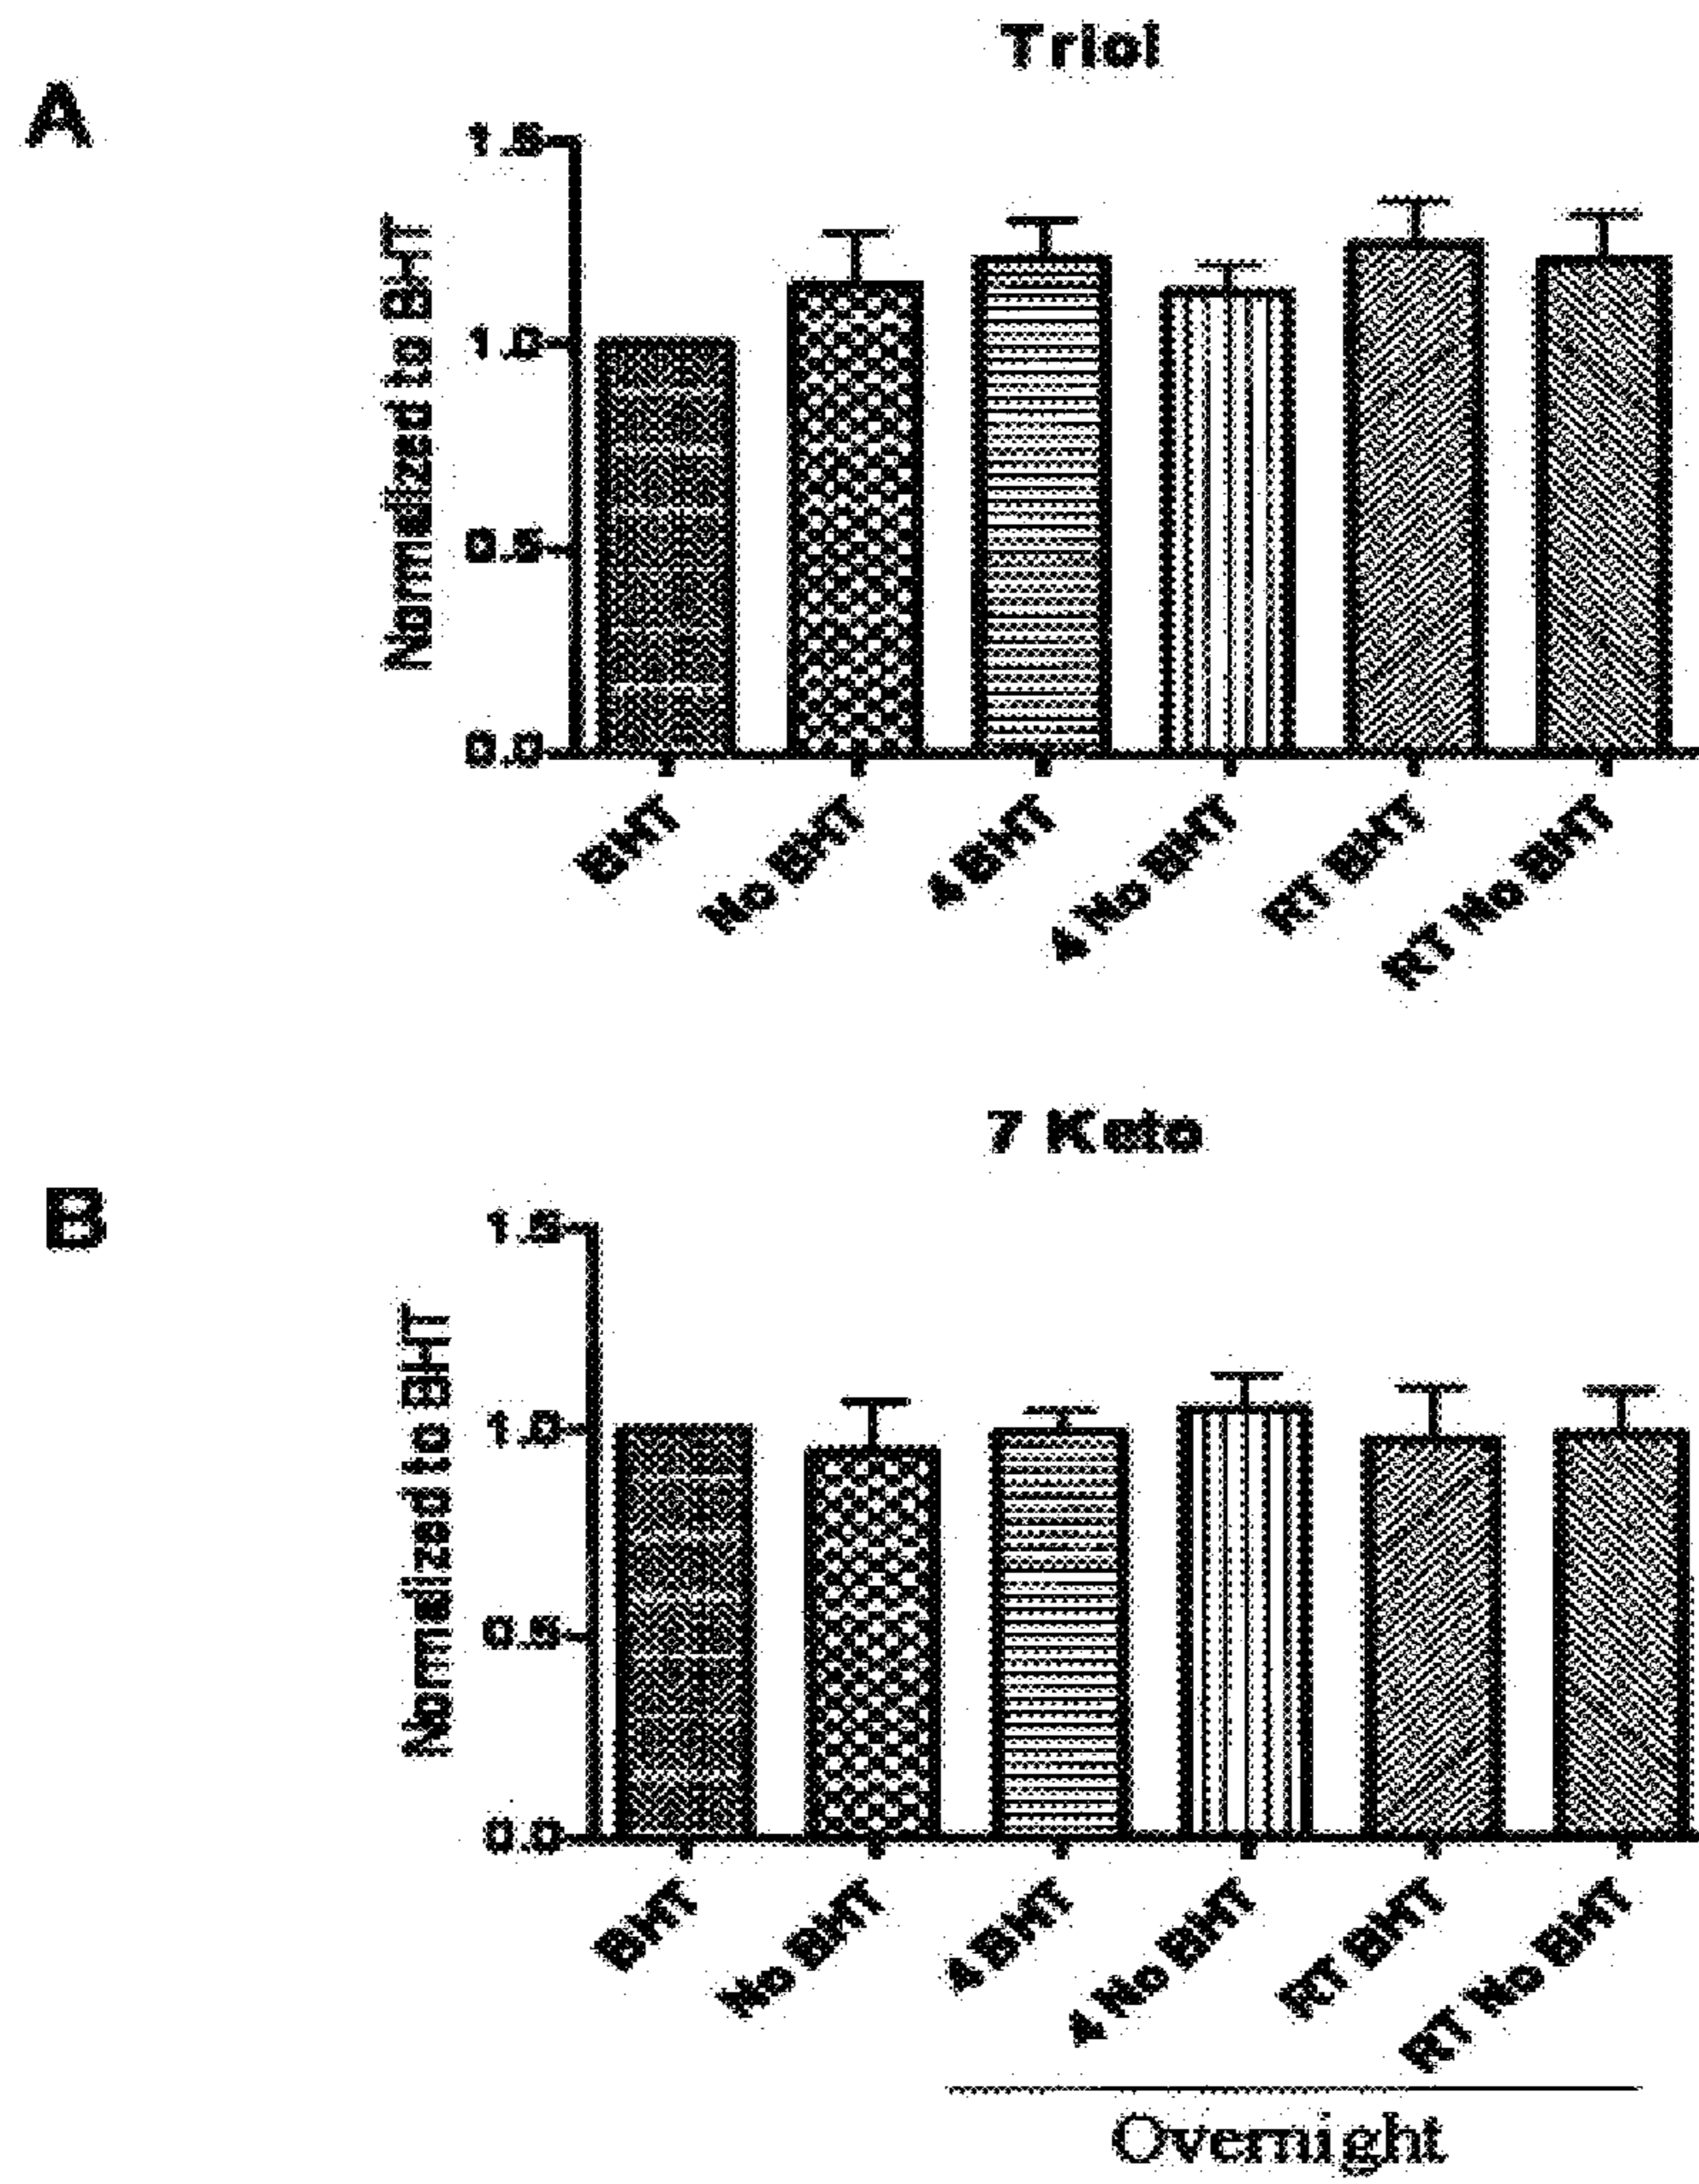 A
Triol
Normalized to BHT
1.5
1.0
0.5
0.0
BHT
No BHT
4 BHT
4 No BHT
RT BHT
RT No BHT
B
7 Keto
Normalized to BHT
1.5
1.0
0.5
0.0
BHT
No BHT
4 BHT
4 No BHT
RT BHT
RT No BHT
Overnight